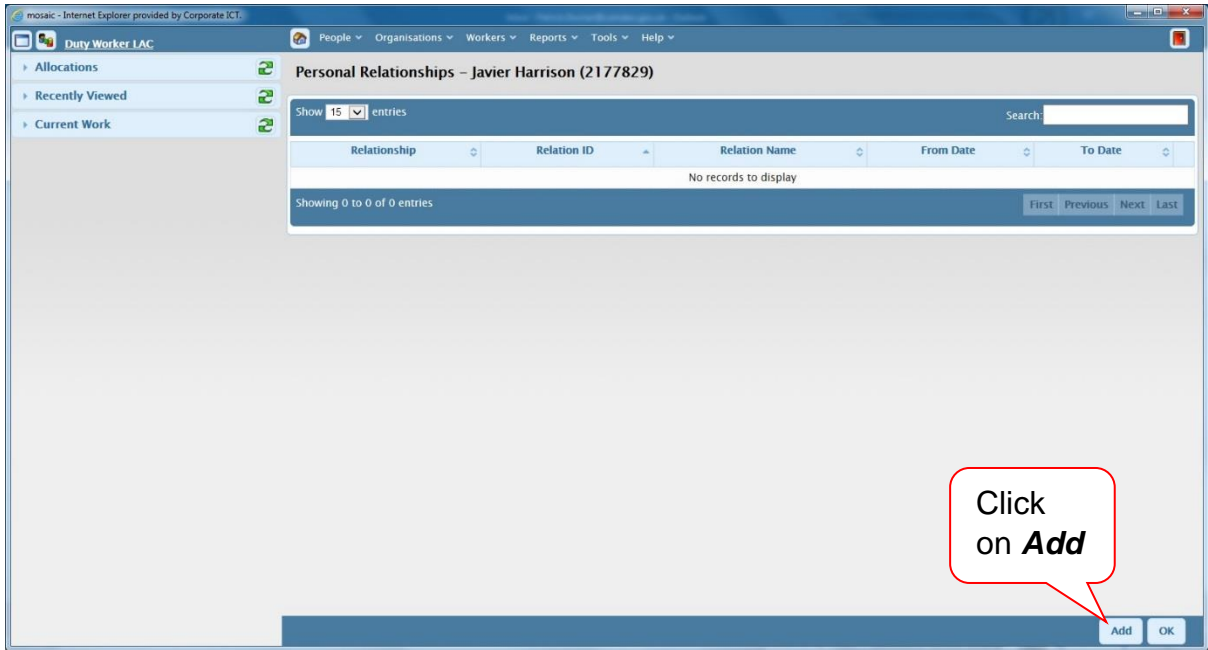 mosaic - Internet Explorer provided by Corporate ICT.
Duty Worker LAC
People Organisations Workers Reports Tools Help
Allocations
Recently Viewed
Current Work
Personal Relationships – Javier Harrison (2177829)
Show 15 entries
Search:
Relationship Relation ID Relation Name From Date To Date
No records to display
Showing 0 to 0 of 0 entries
First Previous Next Last
Click
on Add
Add OK